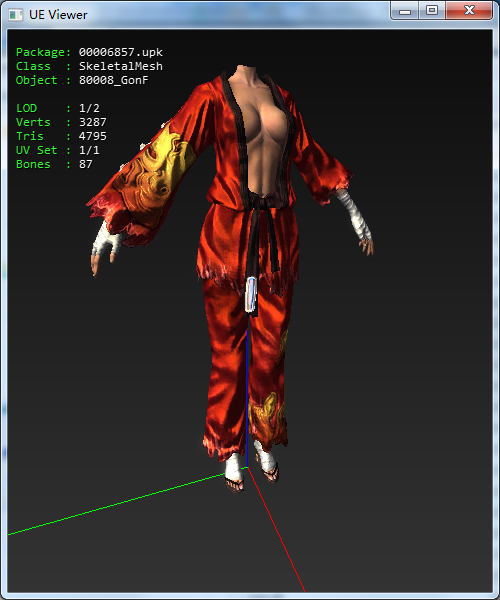 UE Viewer
Package: 00006857.upk
Class  : SkeletalMesh
Object : 80008_GonF
LOD    : 1/2
Verts  : 3287
Tris   : 4795
UV Set : 1/1
Bones  : 87